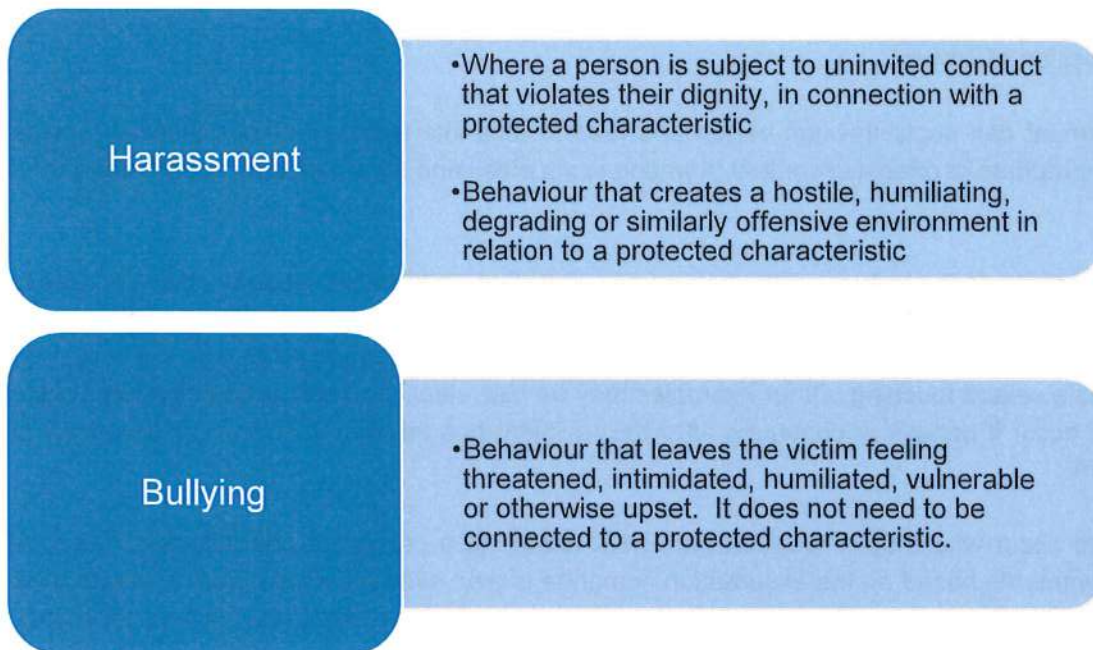 Harassment
•Where a person is subject to uninvited conduct
that violates their dignity, in connection with a
protected characteristic
•Behaviour that creates a hostile, humiliating,
degrading or similarly offensive environment in
relation to a protected characteristic
Bullying
•Behaviour that leaves the victim feeling
threatened, intimidated, humiliated, vulnerable
or otherwise upset.  It does not need to be
connected to a protected characteristic.